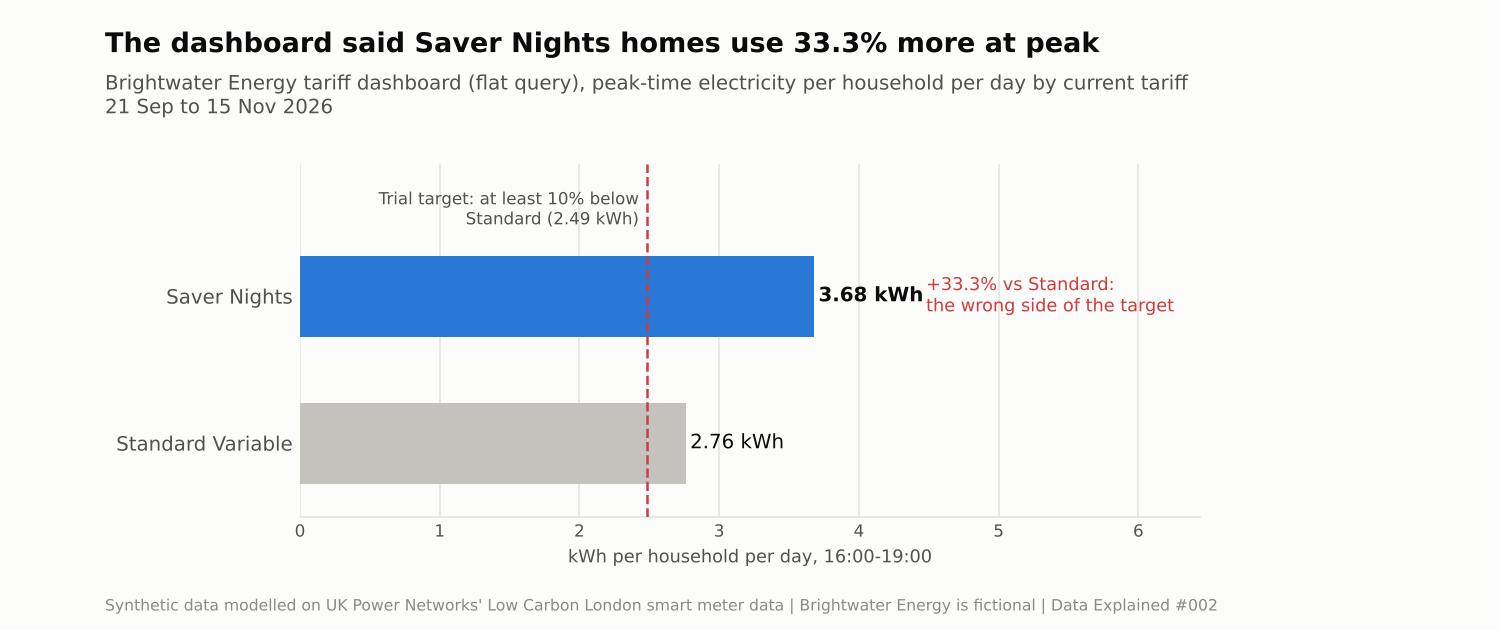 The dashboard said Saver Nights homes use 33.3% more at peak
Brightwater Energy tariff dashboard (flat query), peak-time electricity per household per day by current tariff
21 Sep to 15 Nov 2026
Trial target: at least 10% below
Standard (2.49 kWh)
Saver Nights
3.68 kWh
+33.3% vs Standard:
the wrong side of the target
Standard Variable
2.76 kWh
0 1 2 3 4 5 6
kWh per household per day, 16:00-19:00
Synthetic data modelled on UK Power Networks' Low Carbon London smart meter data | Brightwater Energy is fictional | Data Explained #002